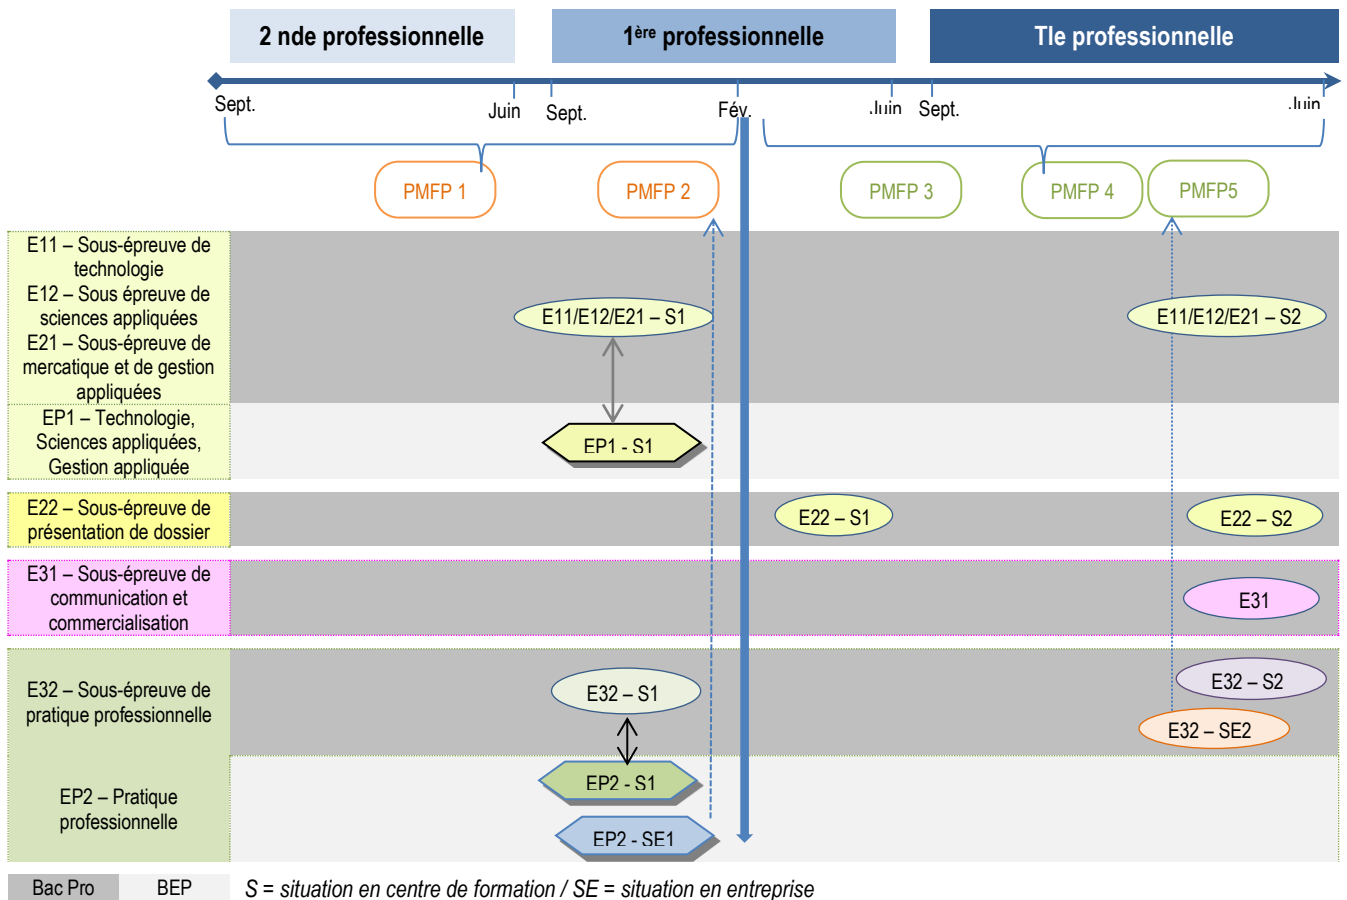 2 nde professionnelle
1ère professionnelle
Tle professionnelle
Sept.
Juin
Sept.
Fév.
Juin
Sept.
Juin
PMFP 1
PMFP 2
PMFP 3
PMFP 4
PMFP5
E11 – Sous-épreuve de
technologie
E12 – Sous épreuve de
sciences appliquées
E21 – Sous-épreuve de
mercatique et de gestion
appliquées
E11/E12/E21 – S1
E11/E12/E21 – S2
EP1 – Technologie,
Sciences appliquées,
Gestion appliquée
EP1 - S1
E22 – Sous-épreuve de
présentation de dossier
E22 – S1
E22 – S2
E31 – Sous-épreuve de
communication et
commercialisation
E31
E32 – Sous-épreuve de
pratique professionnelle
E32 – S1
E32 – S2
E32 – SE2
EP2 – Pratique
professionnelle
EP2 - S1
EP2 - SE1
Bac Pro
BEP
S = situation en centre de formation / SE = situation en entreprise